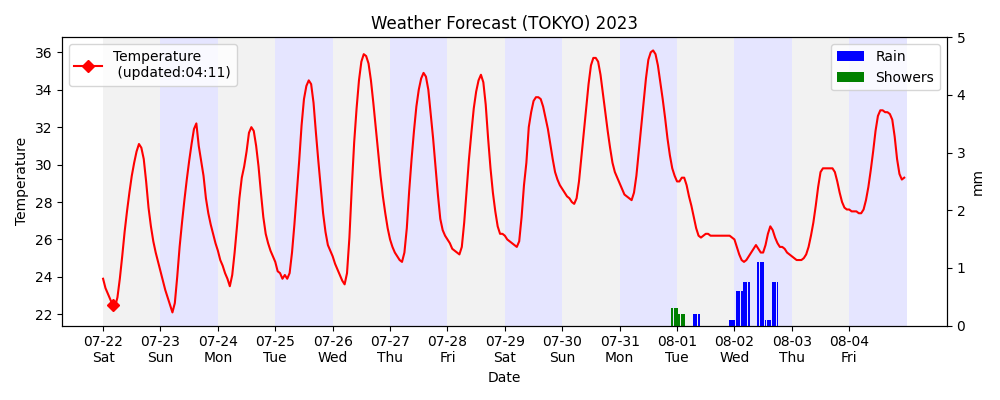 Weather Forecast (TOKYO) 2023
Temperature
(updated:04:11)
Rain
Showers
Temperature
36
34
32
30
28
26
24
22
5
4
3
2
1
0
mm
07-22 07-23 07-24 07-25 07-26 07-27 07-28 07-29 07-30 07-31 08-01 08-02 08-03 08-04
Sat Sun Mon Tue Wed Thu Fri Sat Sun Mon Tue Wed Thu Fri
Date